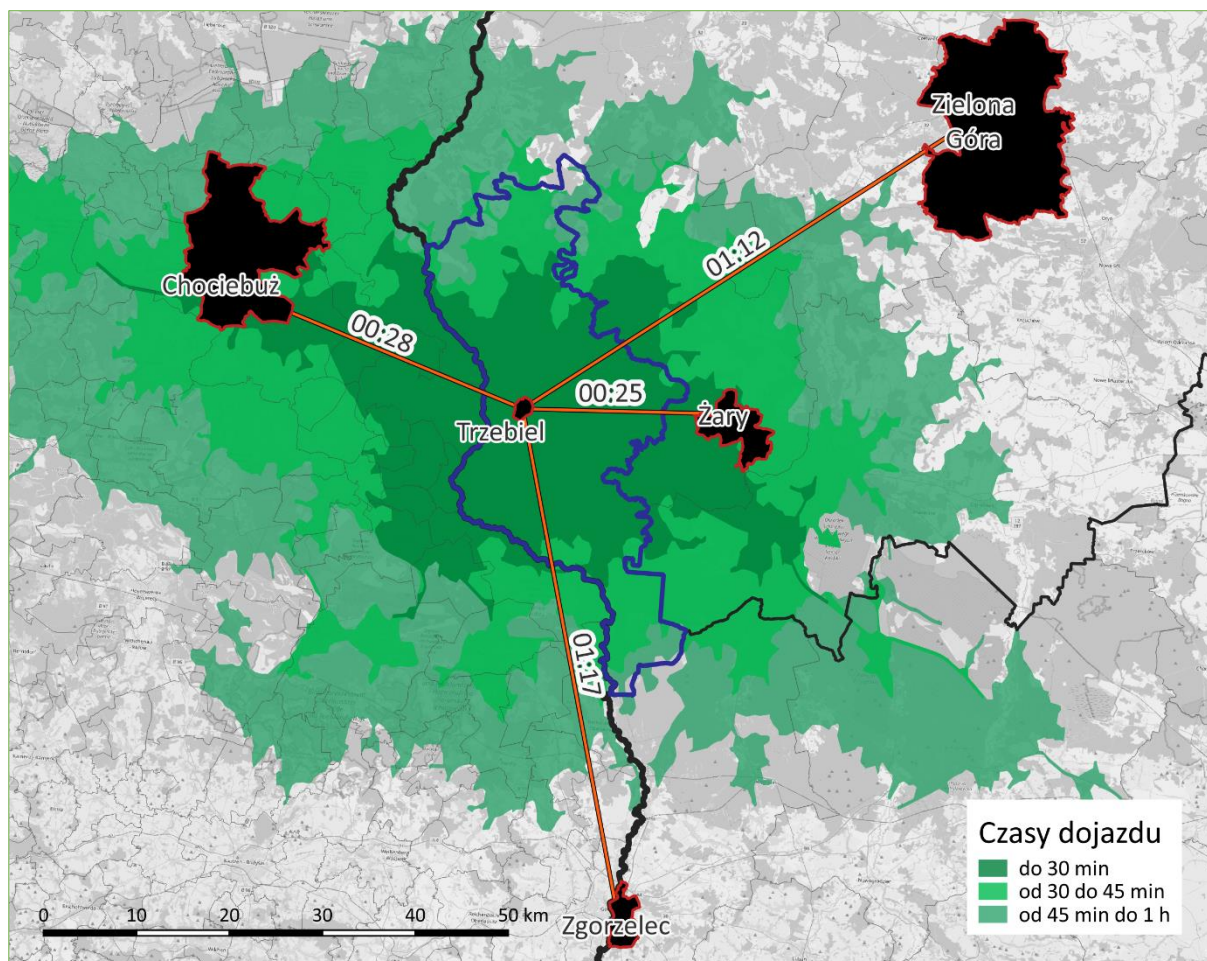 Zielona
Góra
01:12
Chociebuż
00:28
00:25
Trzebiel
Żary
01:17
Czasy dojazdu
do 30 min
od 30 do 45 min
od 45 min do 1 h
0 10 20 30 40 50 km
Zgorzelec